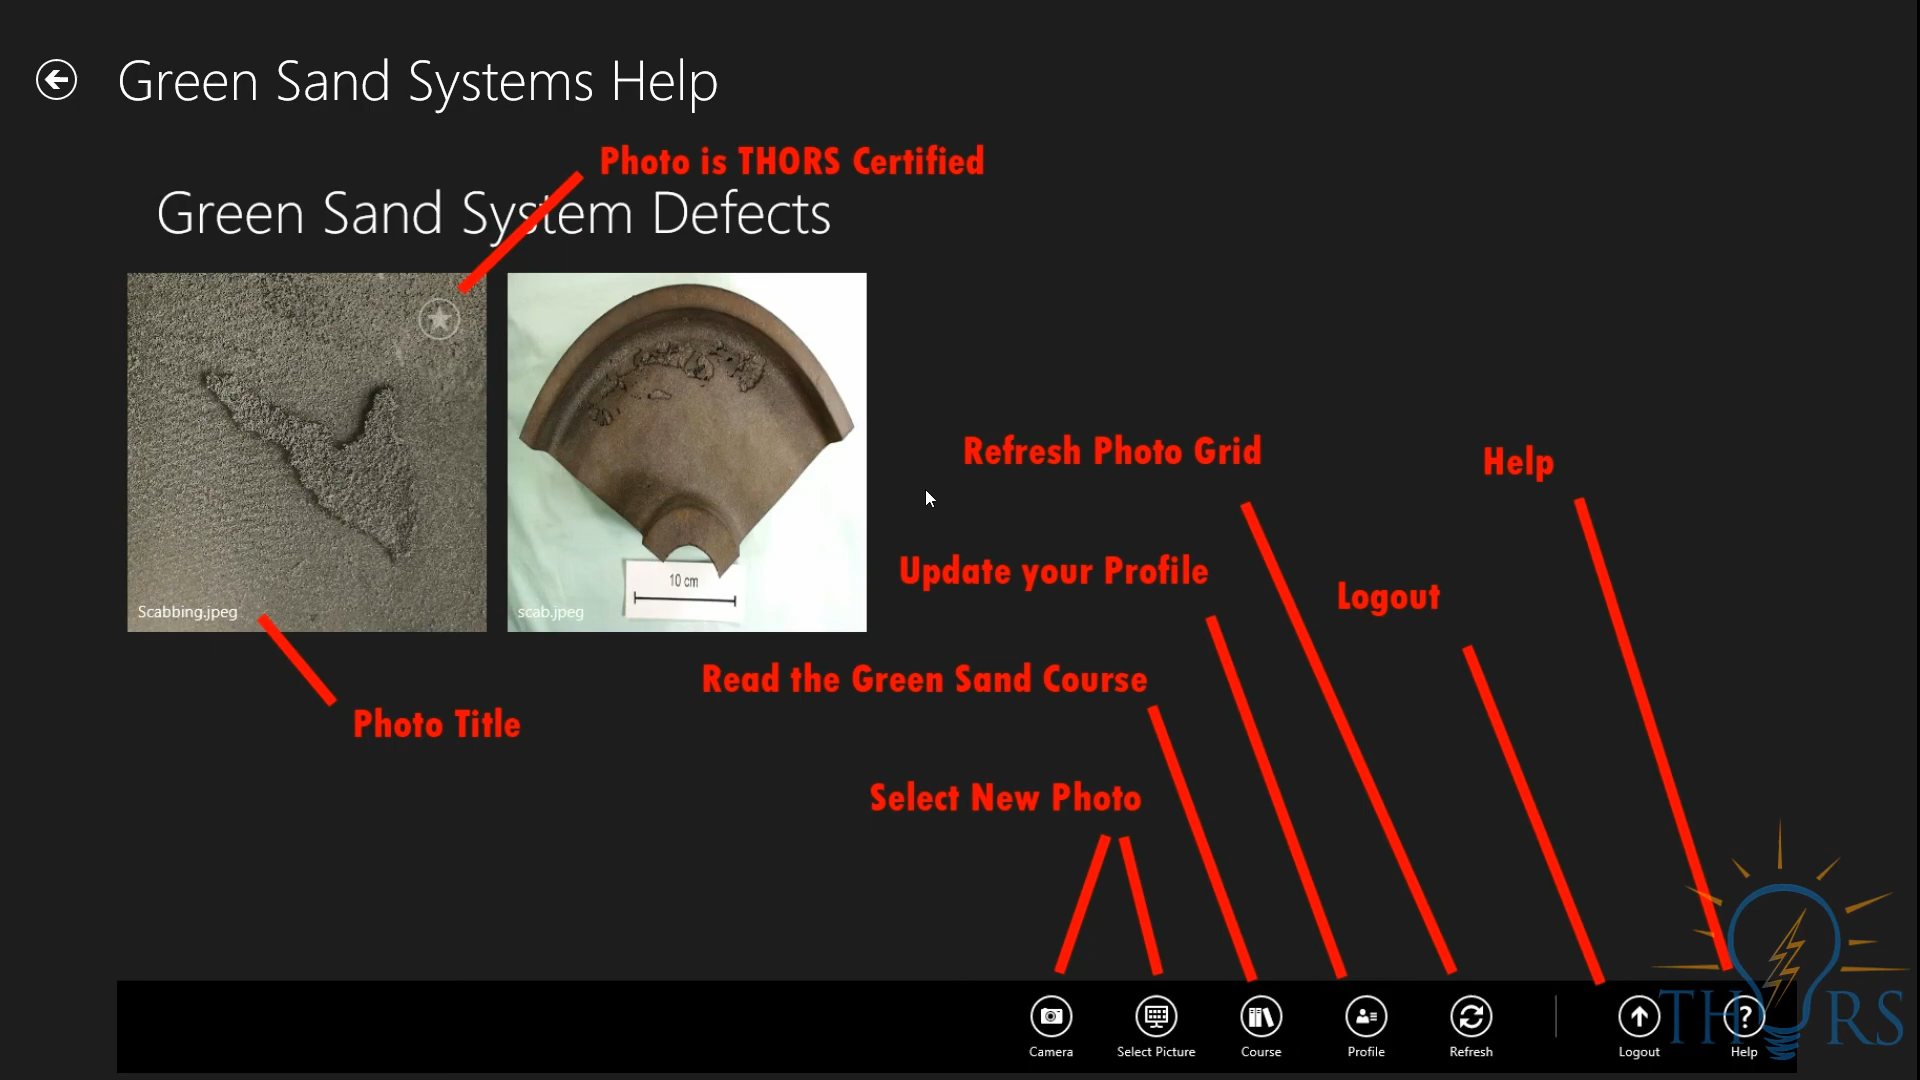 Green Sand Systems Help
Photo is THORS Certified
Green Sand System Defects
Scabbing.jpeg
scab.jpeg
10 cm
Photo Title
Refresh Photo Grid
Help
Update your Profile
Logout
Read the Green Sand Course
Select New Photo
Camera
Select Picture
Course
Profile
Refresh
Logout
Help
THORS